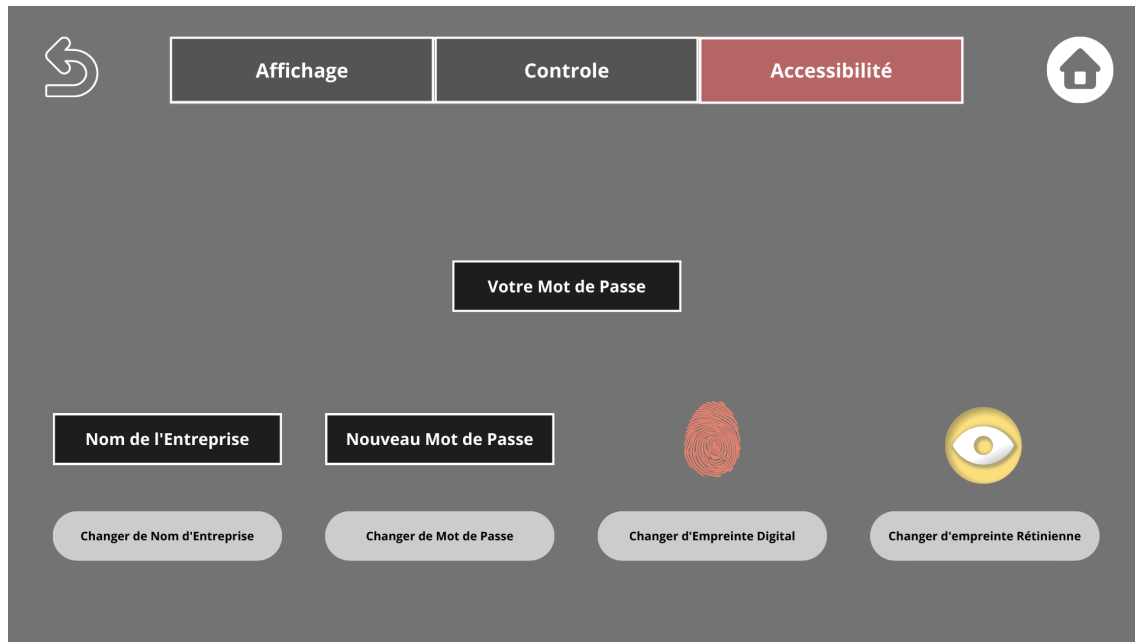 Affichage
Controle
Accessibilité
Votre Mot de Passe
Nom de l'Entreprise
Nouveau Mot de Passe
Changer de Nom d'Entreprise
Changer de Mot de Passe
Changer d'Empreinte Digital
Changer d'empreinte Rétinienne